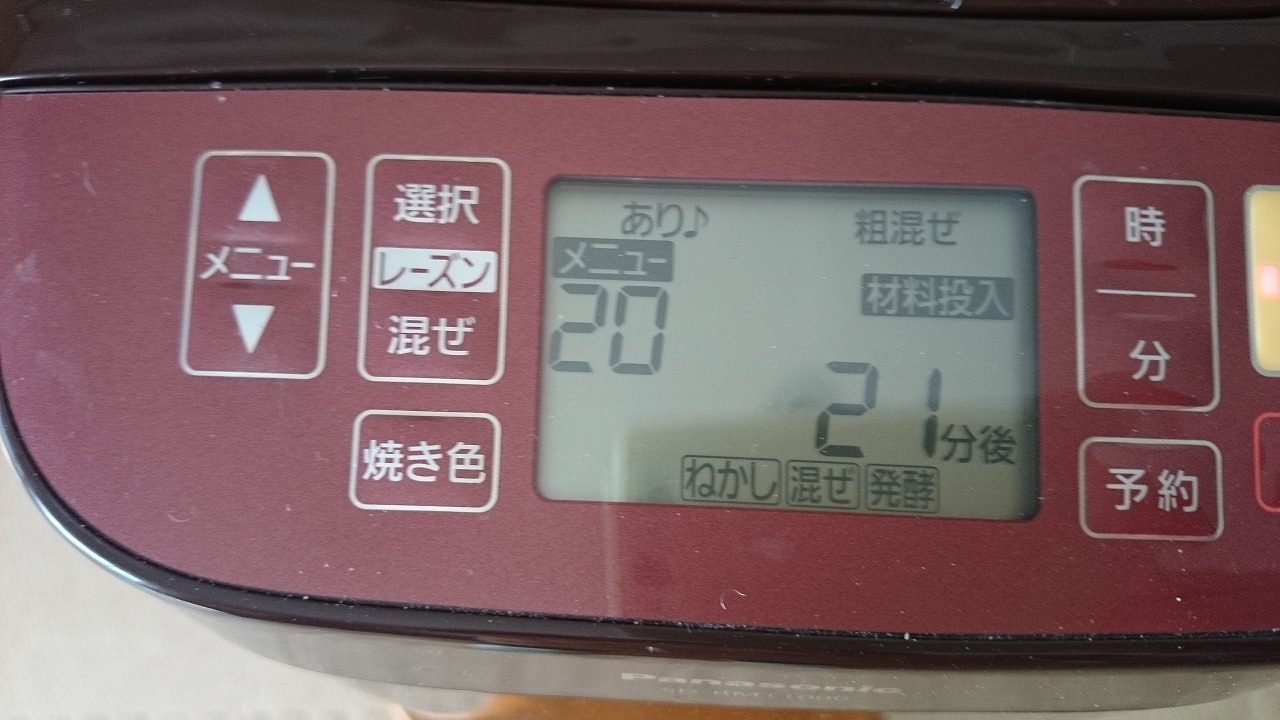 ▲
メニュー
▼
選択
レーズン
混ぜ
焼き色
あり♪
粗混ぜ
メニュー
材料投入
20
21分後
ねかし 混ぜ 発酵
時
分
予約
Panasonic